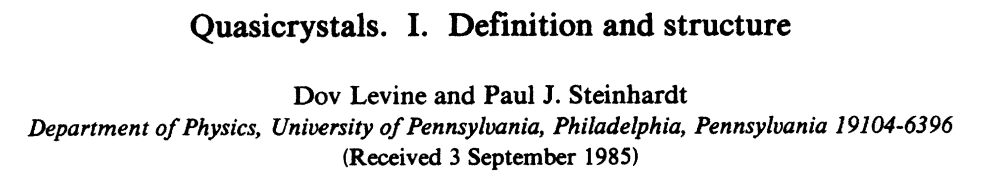 Quasicrystals. I. Definition and structure
Dov Levine and Paul J. Steinhardt
Department of Physics, University of Pennsylvania, Philadelphia, Pennsylvania 19104-6396
(Received 3 September 1985)